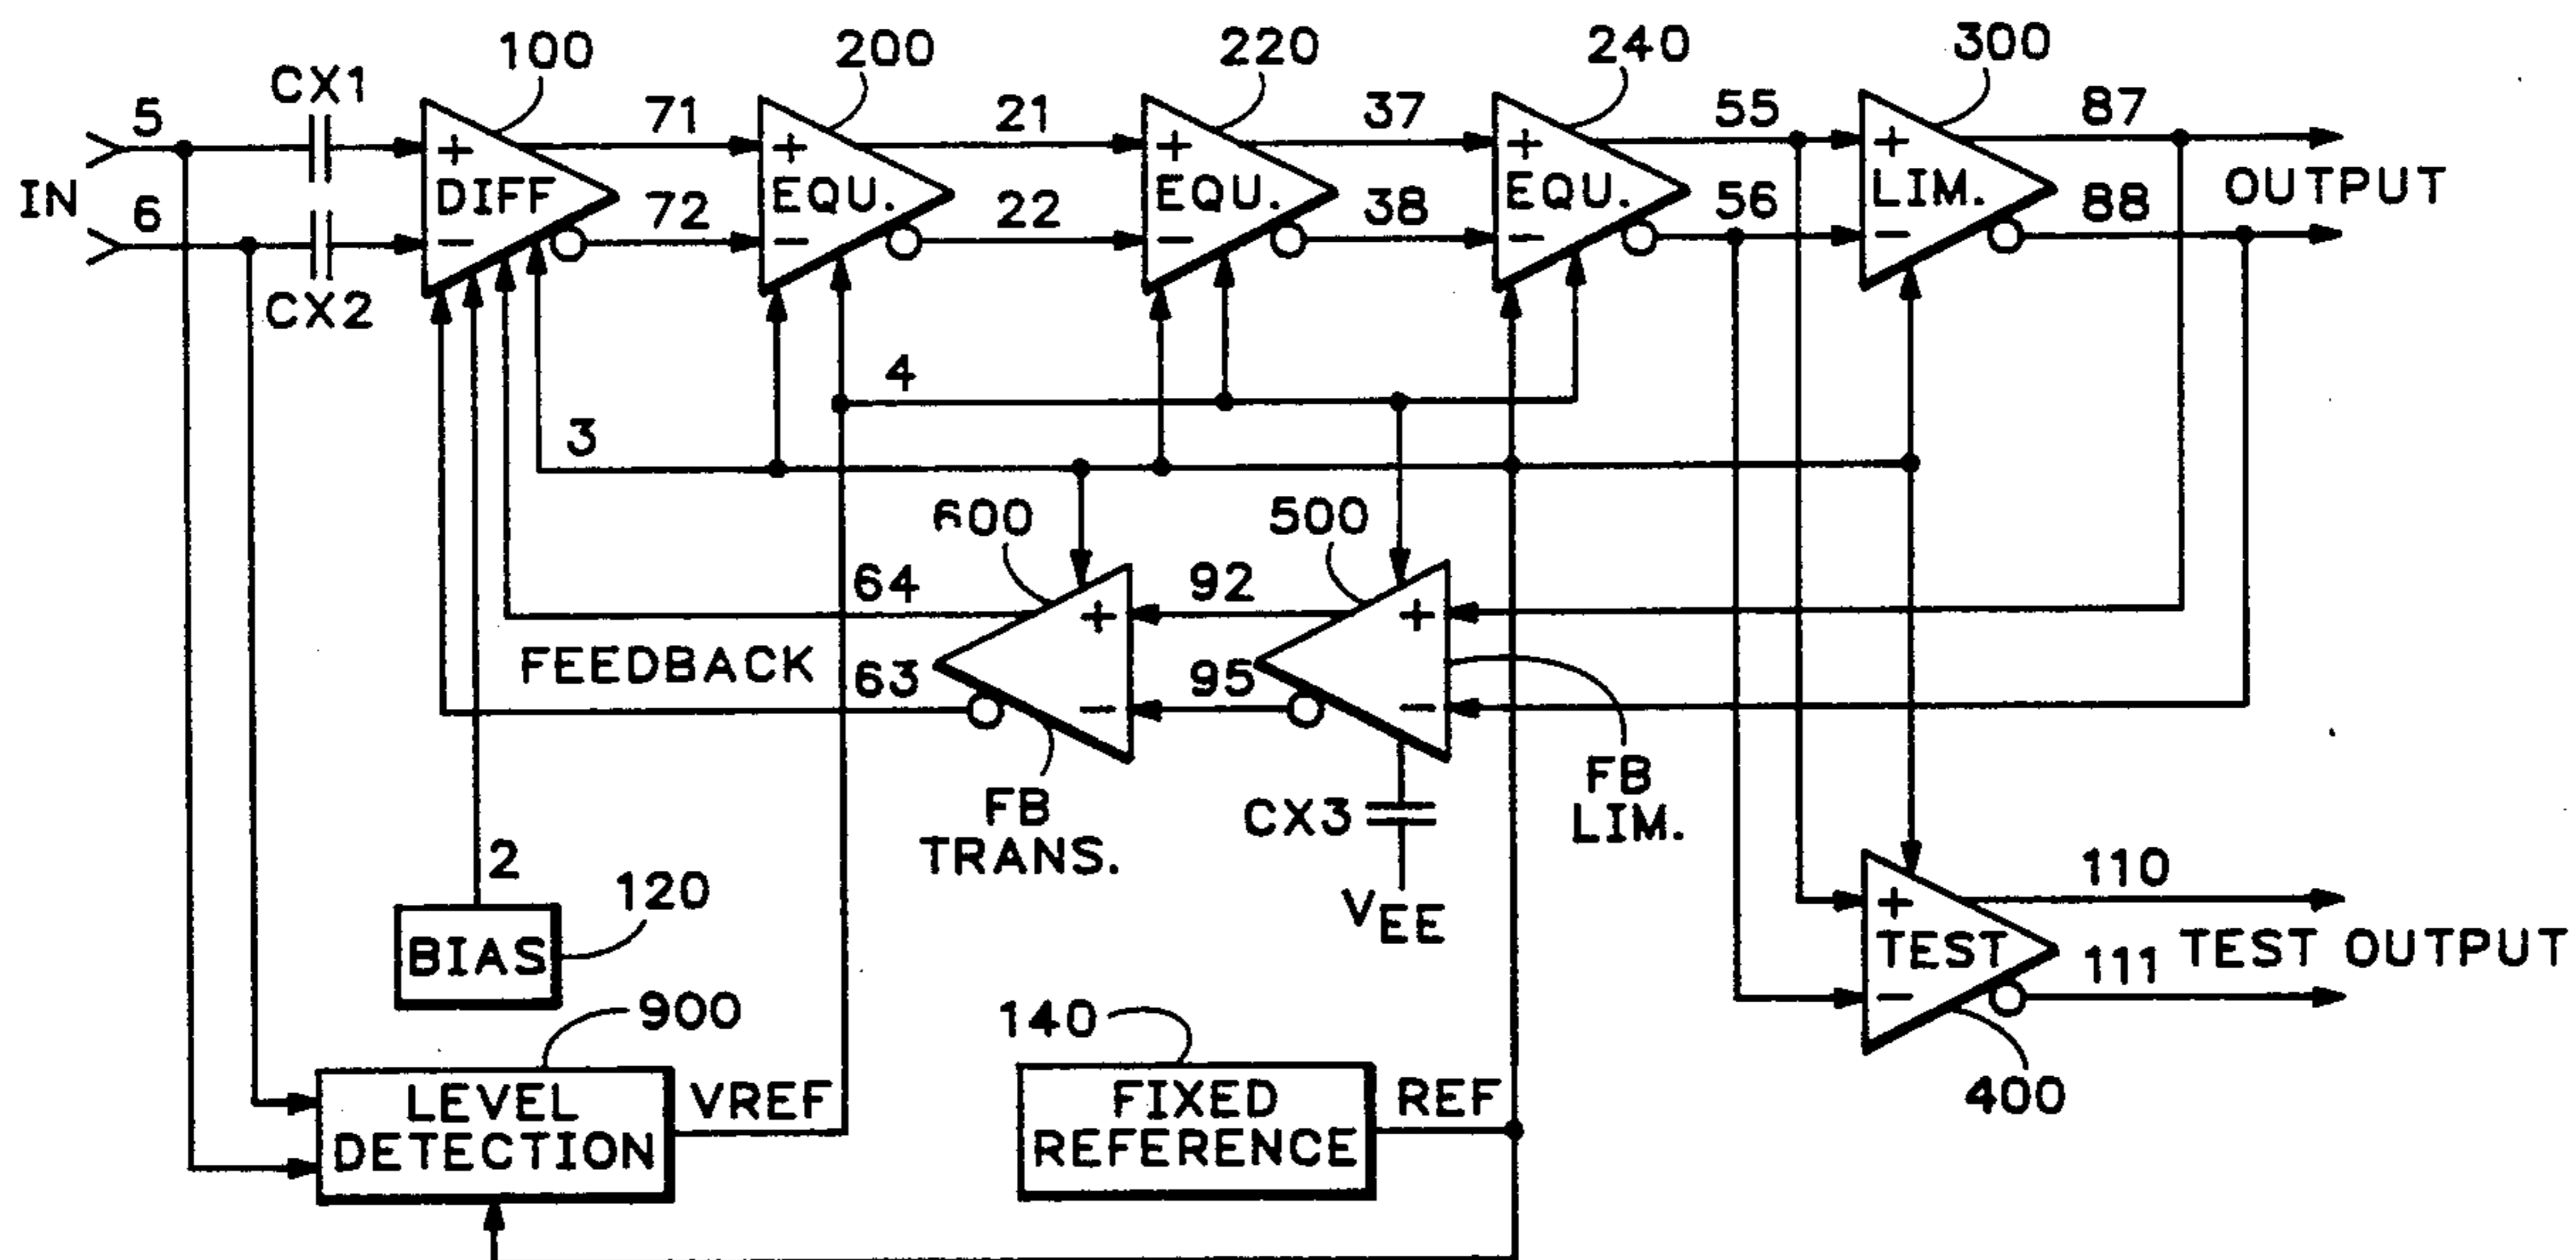 100
200
220
240
300
CX1
5
71
21
37
55
87
+
+
+
+
+
IN
DIFF
EQU.
EQU.
EQU.
LIM.
OUTPUT
6
72
22
38
56
88
−
−
−
−
−
CX2
4
3
600
500
64
92
+
+
FEEDBACK
63
95
−
−
FB
TRANS.
CX3
FB
LIM.
VEE
2
120
BIAS
+
TEST
−
110
111
TEST OUTPUT
400
900
140
LEVEL
DETECTION
VREF
FIXED
REFERENCE
REF